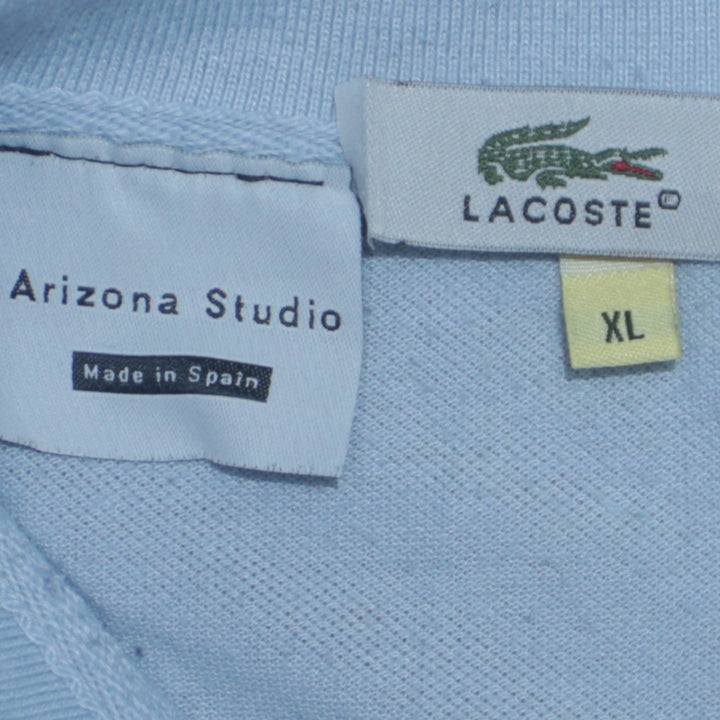 LACOSTE
XL
Arizona Studio
Made in Spain